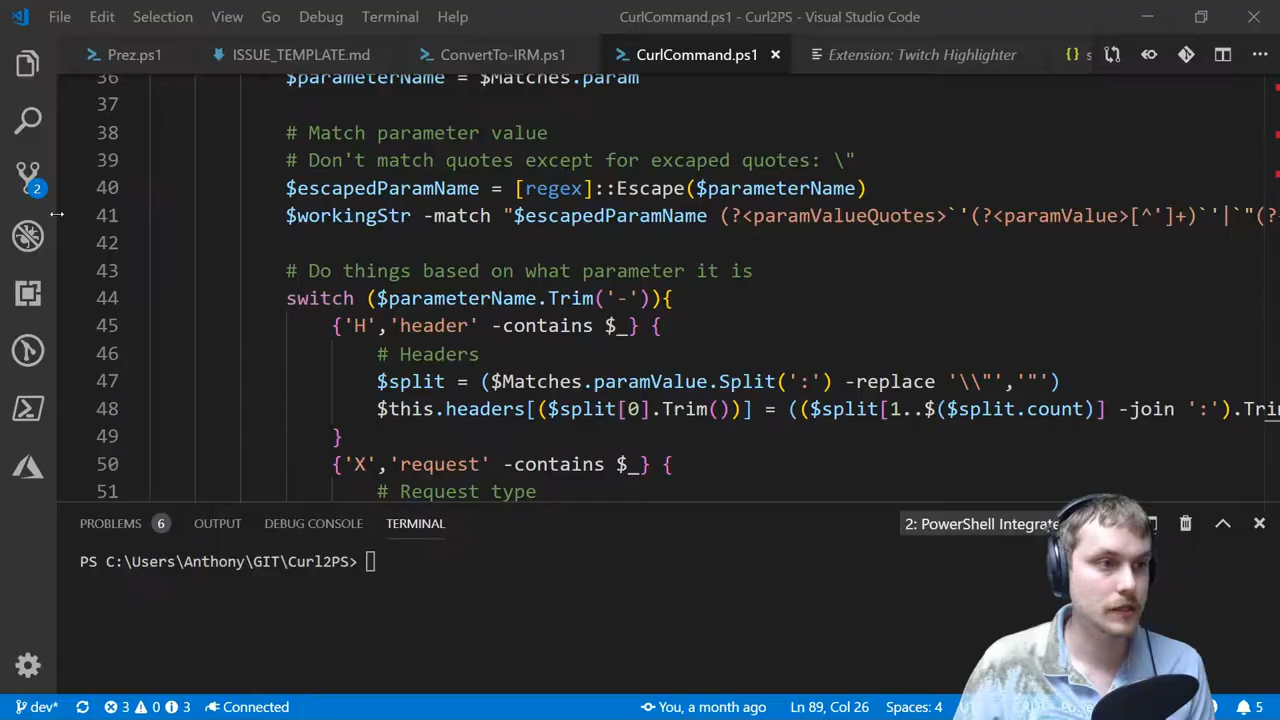 File Edit Selection View Go Debug Terminal Help CurlCommand.ps1 - Curl2PS - Visual Studio Code
Prez.ps1 ISSUE_TEMPLATE.md ConvertTo-IRM.ps1 CurlCommand.ps1 Extension: Twitch Highlighter {} s
36 $parameterName = $Matches.param
37
38 # Match parameter value
39 # Don't match quotes except for excaped quotes: \"
40 $escapedParamName = [regex]::Escape($parameterName)
41 $workingStr -match "$escapedParamName (?<paramValueQuotes>`'(?<paramValue>[^']+)`'|`"(?
42
43 # Do things based on what parameter it is
44 switch ($parameterName.Trim('-')){
45 {'H','header' -contains $_} {
46 # Headers
47 $split = ($Matches.paramValue.Split(':') -replace '\\"','"')
48 $this.headers[($split[0].Trim())] = (($split[1..$($split.count)] -join ':').Tri
49 }
50 {'X','request' -contains $_} {
51 # Request type
PROBLEMS 6 OUTPUT DEBUG CONSOLE TERMINAL 2: PowerShell Integrate
PS C:\Users\Anthony\GIT\Curl2PS>
2
dev* 3 0 3 Connected You, a month ago Ln 89, Col 26 Spaces: 4 5